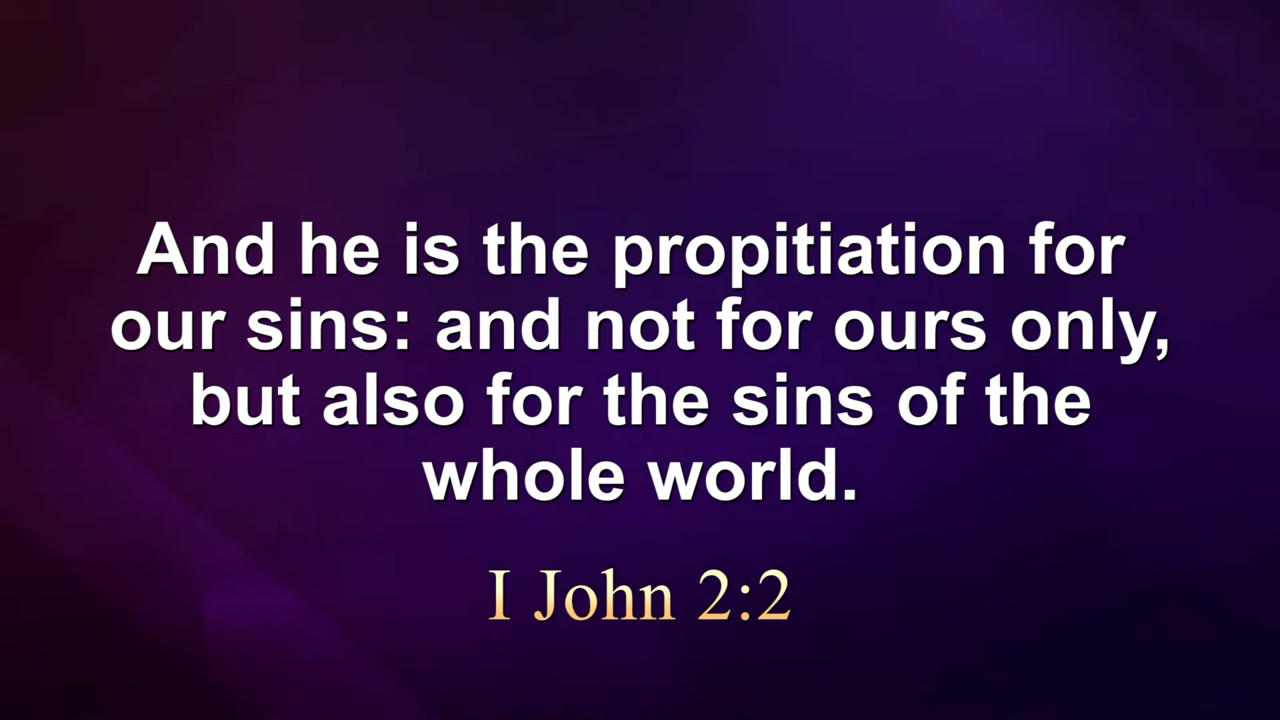 And he is the propitiation for
our sins: and not for ours only,
but also for the sins of the
whole world.
I John 2:2